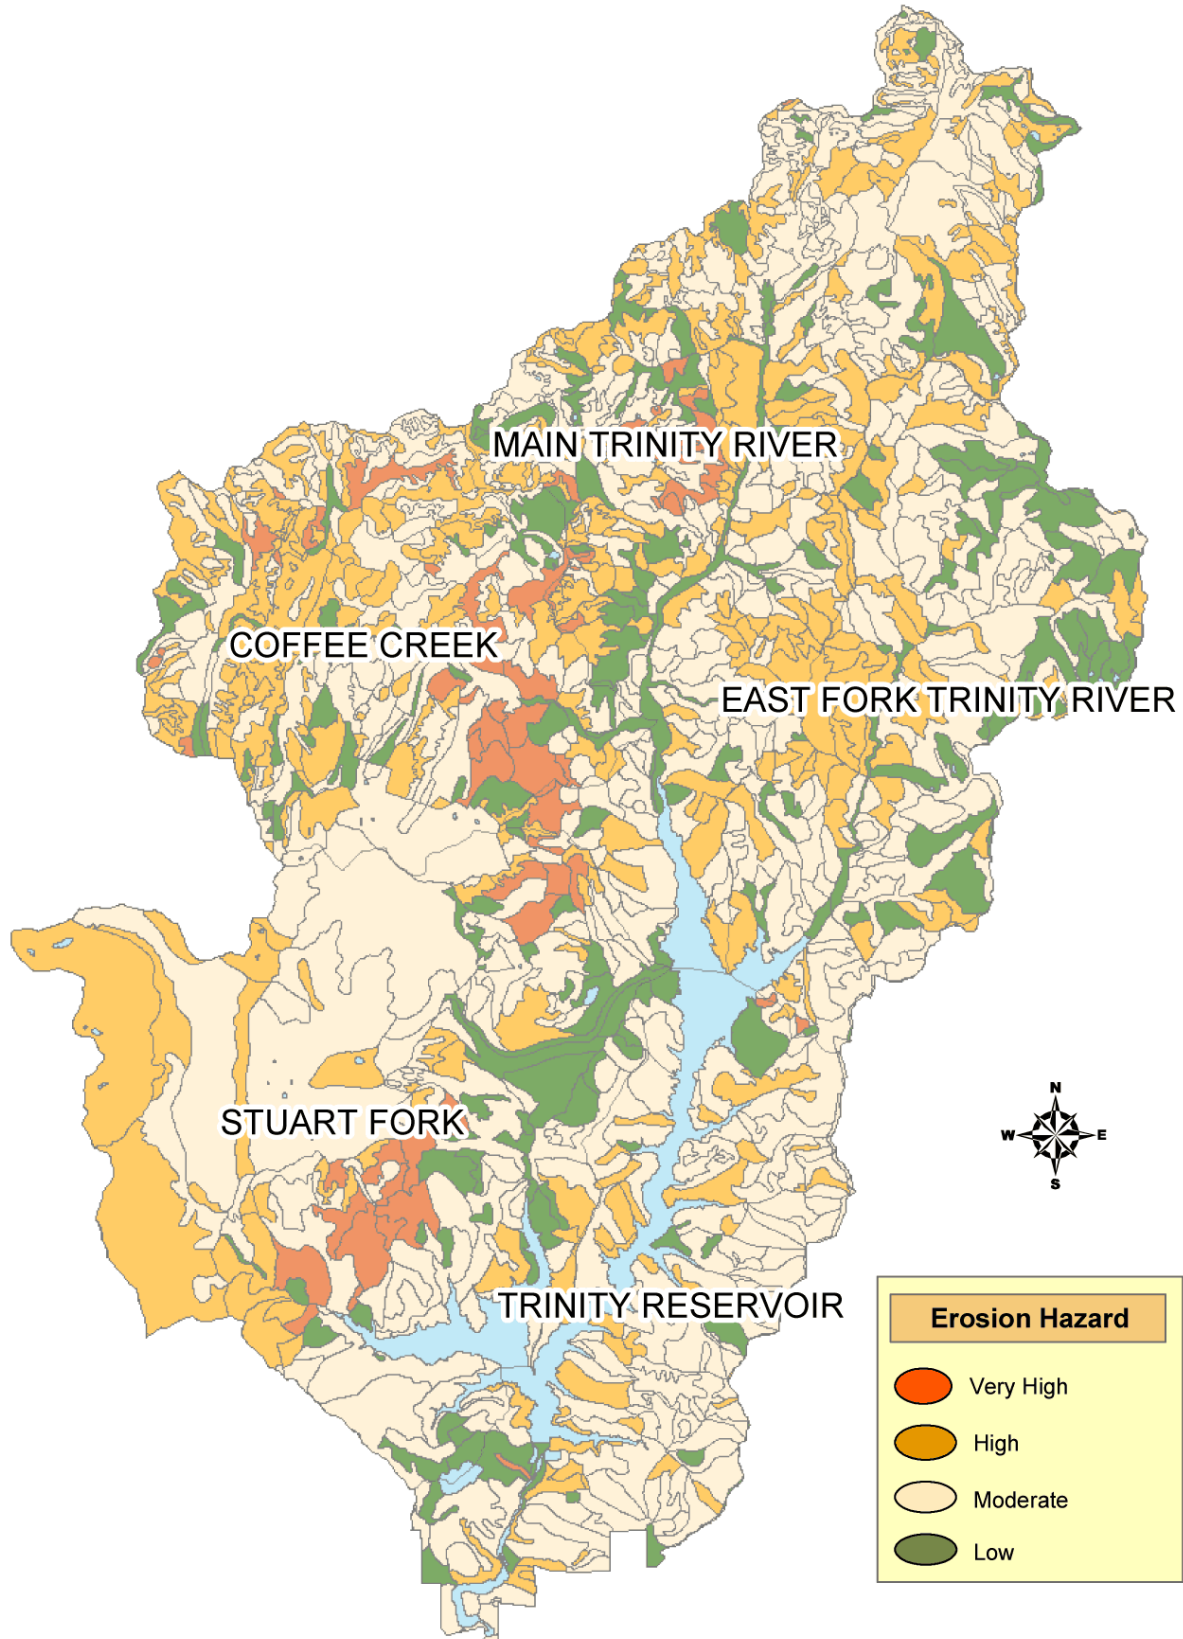 MAIN TRINITY RIVER
COFFEE CREEK
EAST FORK TRINITY RIVER
STUART FORK
N
W E
S
TRINITY RESERVOIR
Erosion Hazard
Very High
High
Moderate
Low